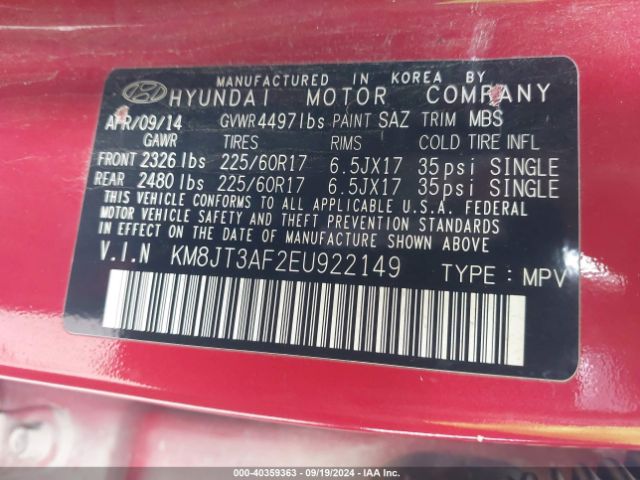 MANUFACTURED IN KOREA BY
HYUNDAI MOTOR COMPANY
APR/09/14 GVWR 4497lbs PAINT SAZ TRIM MBS
GAWR TIRES RIMS COLD TIRE INFL
FRONT 2326 lbs 225/60R17 6.5JX17 35psi SINGLE
REAR 2480 lbs 225/60R17 6.5JX17 35psi SINGLE
THIS VEHICLE CONFORMS TO ALL APPLICABLE U.S.A. FEDERAL
MOTOR VEHICLE SAFETY AND THEFT PREVENTION STANDARDS
IN EFFECT ON THE DATE OF MANUFACTURE SHOWN ABOVE.
V.I.N KM8JT3AF2EU922149 TYPE : MPV
000-40359363 - 09/19/2024 - IAA Inc.